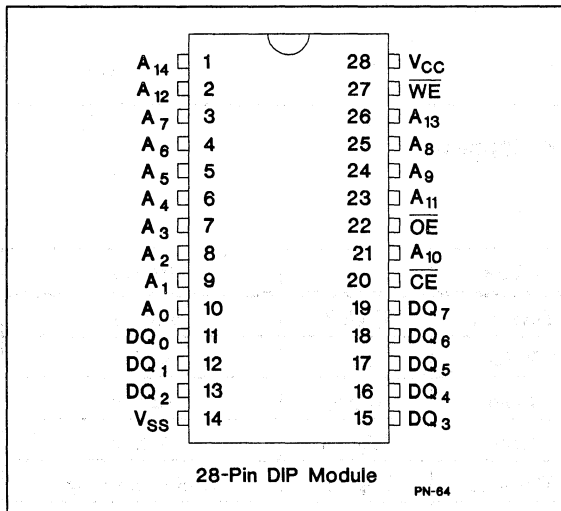 A14 1 28 VCC
A12 2 27 W̅E̅
A7 3 26 A13
A6 4 25 A8
A5 5 24 A9
A4 6 23 A11
A3 7 22 O̅E̅
A2 8 21 A10
A1 9 20 C̅E̅
A0 10 19 DQ7
DQ0 11 18 DQ6
DQ1 12 17 DQ5
DQ2 13 16 DQ4
VSS 14 15 DQ3
28-Pin DIP Module
PN-64